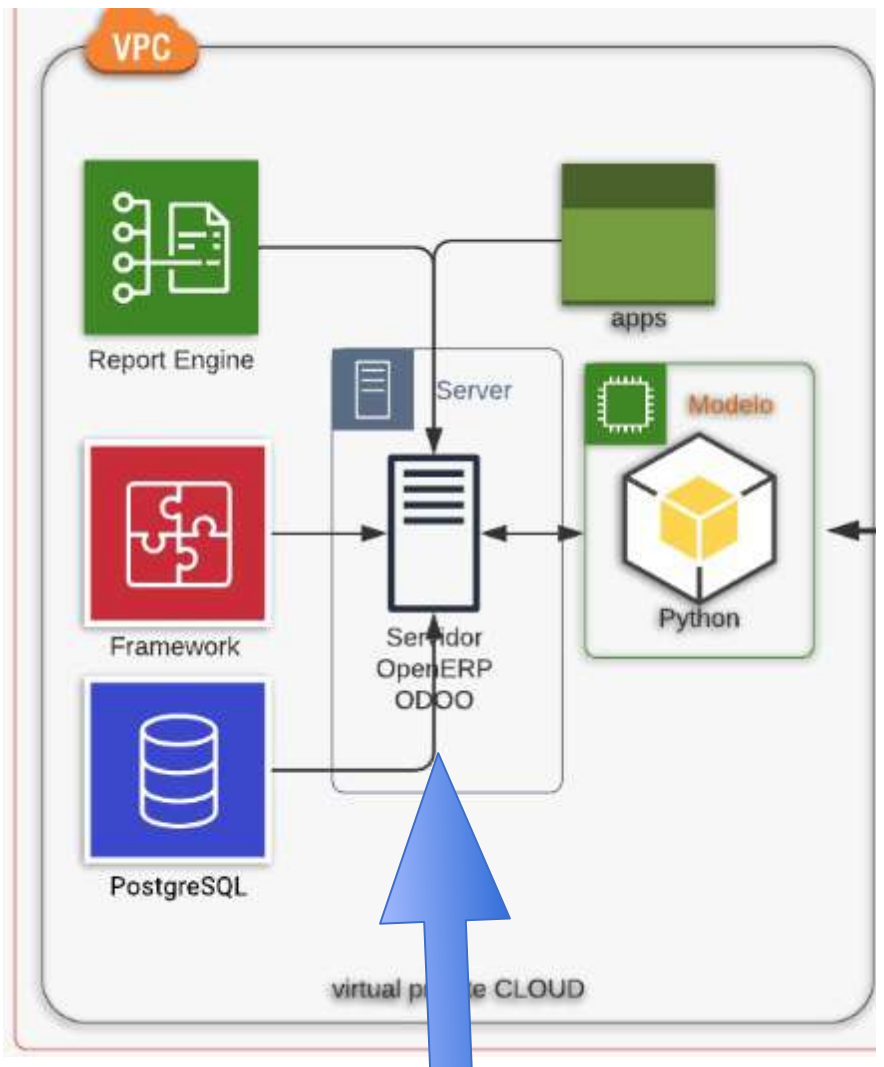 VPC
Report Engine
apps
Server
Modelo
Servidor
OpenERP
ODOO
Python
Framework
PostgreSQL
virtual CLOUD